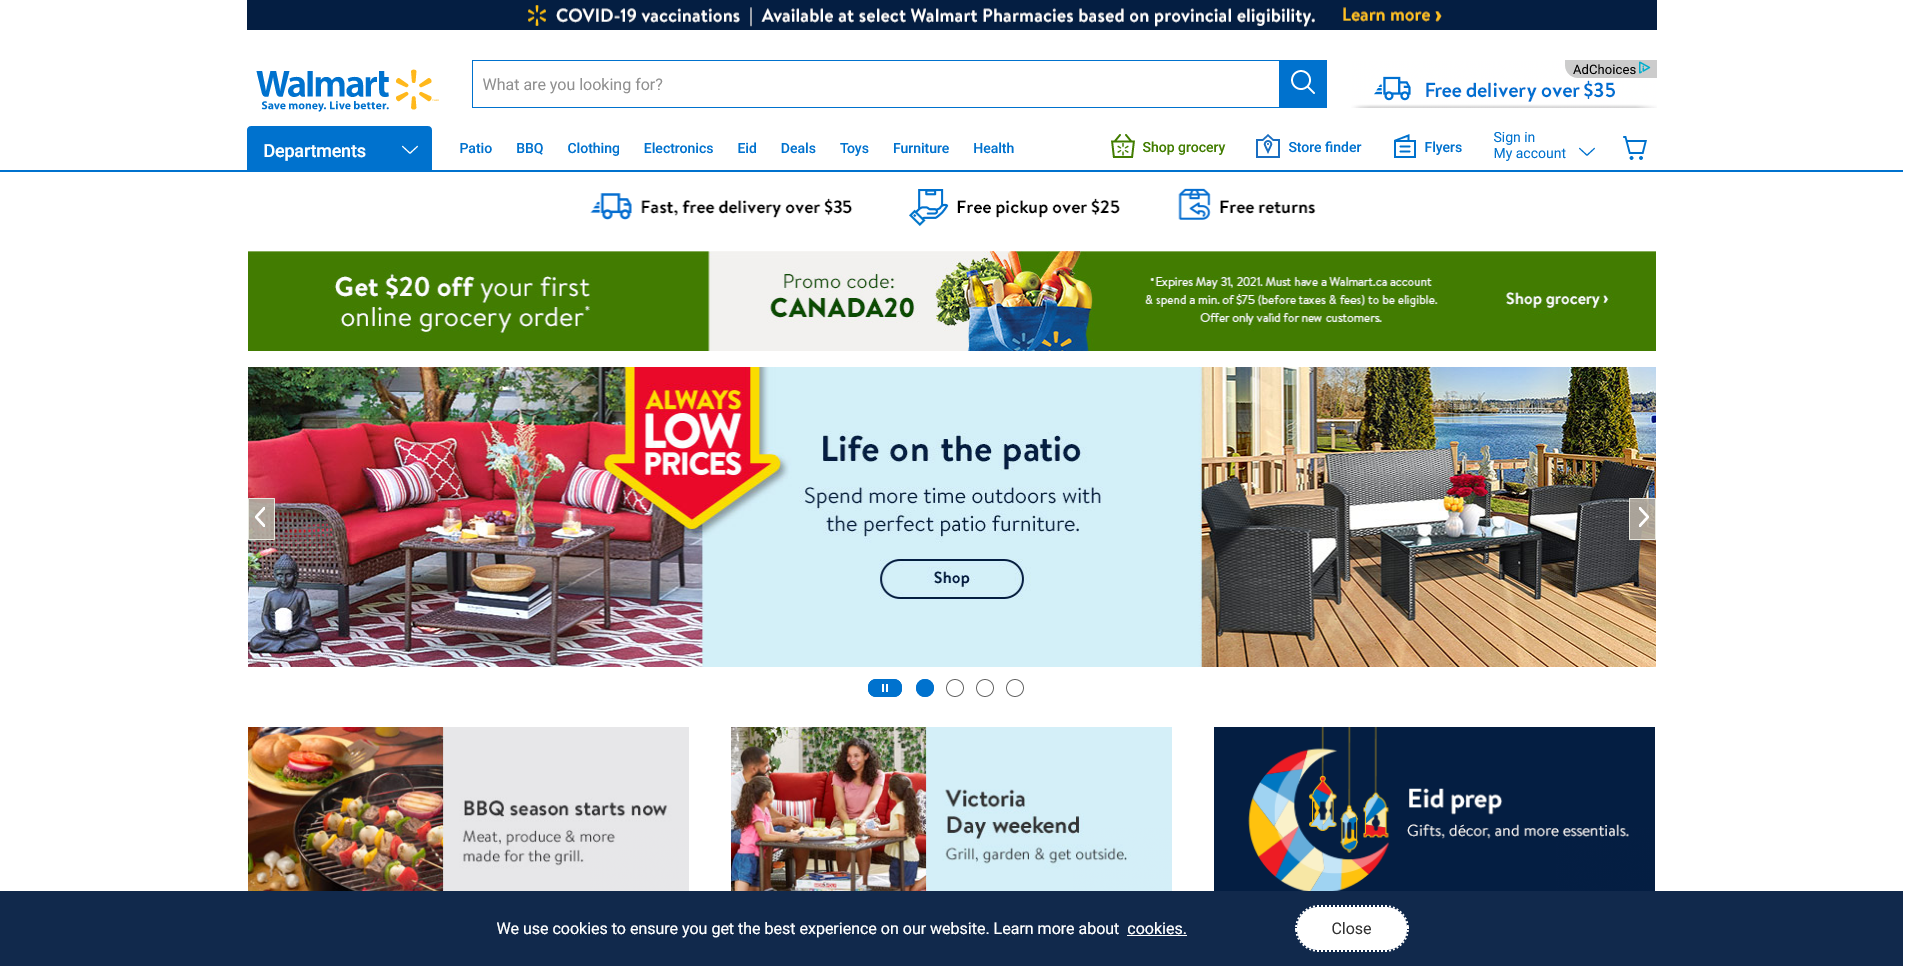 COVID-19 vaccinations | Available at select Walmart Pharmacies based on provincial eligibility. Learn more ›
Walmart
Save money. Live better.
What are you looking for?
AdChoices
Free delivery over $35
Departments
Patio BBQ Clothing Electronics Eid Deals Toys Furniture Health
Shop grocery
Store finder
Flyers
Sign in
My account
Fast, free delivery over $35
Free pickup over $25
Free returns
Get $20 off your first
online grocery order*
Promo code:
CANADA20
*Expires May 31, 2021. Must have a Walmart.ca account
& spend a min. of $75 (before taxes & fees) to be eligible.
Offer only valid for new customers.
Shop grocery ›
ALWAYS
LOW
PRICES
Life on the patio
Spend more time outdoors with
the perfect patio furniture.
Shop
BBQ season starts now
Meat, produce & more
made for the grill.
Victoria
Day weekend
Grill, garden & get outside.
Eid prep
Gifts, décor, and more essentials.
We use cookies to ensure you get the best experience on our website. Learn more about cookies.
Close